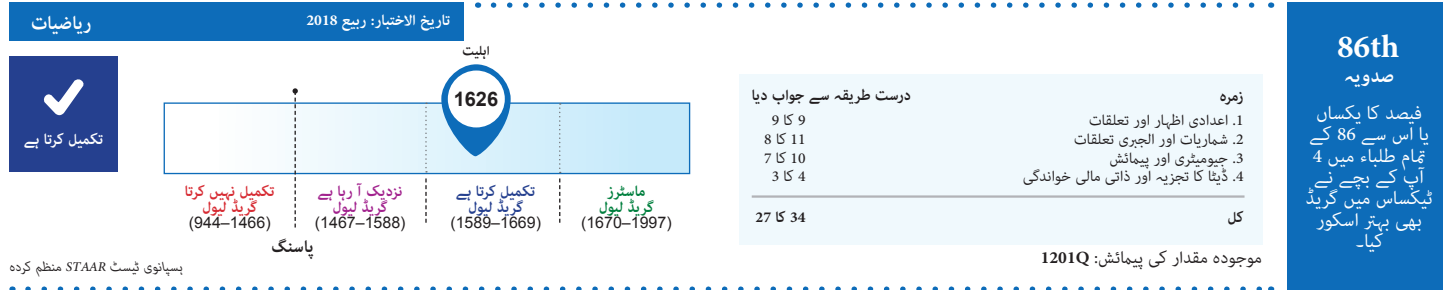 ریاضیات
تاریخ الاختبار: ربیع 2018
تکمیل کرتا ہے
اہلیت
1626
تکمیل نہیں کرتا
گریڈ لیول
(944–1466)
نزدیک آ رہا ہے
گریڈ لیول
(1467–1588)
تکمیل کرتا ہے
گریڈ لیول
(1589–1669)
ماسٹرز
گریڈ لیول
(1670–1997)
پاسنگ
ہسپانوی ٹیسٹ STAAR منظم کردہ
زمرہ درست طریقہ سے جواب دیا
1. اعدادی اظہار اور تعلقات 9 کا 9
2. شماریات اور الجبری تعلقات 11 کا 8
3. جیومیٹری اور پیمائش 10 کا 7
4. ڈیٹا کا تجزیہ اور ذاتی مالی خواندگی 4 کا 3
کل 34 کا 27
موجودہ مقدار کی پیمائش: 1201Q
86th
صدویہ
فیصد کا یکساں
یا اس سے 86 کے
تمام طلباء میں 4
آپ کے بچے نے
ٹیکساس میں گریڈ
بھی بہتر اسکور
کیا۔